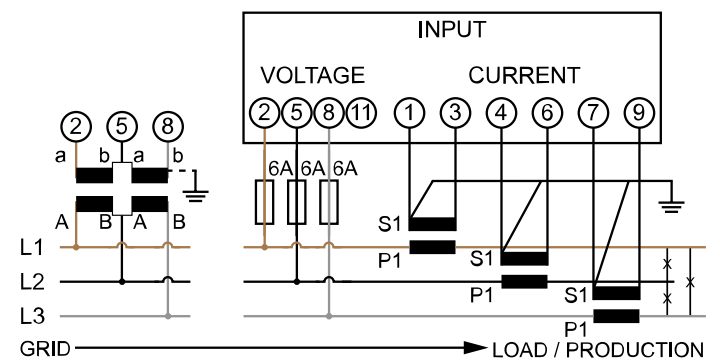 INPUT
VOLTAGE CURRENT
2 5 8 11 1 3 4 6 7 9
2 5 8
a b a b
6A 6A 6A
A B A B
S1
L1
P1
S1
L2
P1
S1
L3
P1
GRID LOAD / PRODUCTION
x
x
x